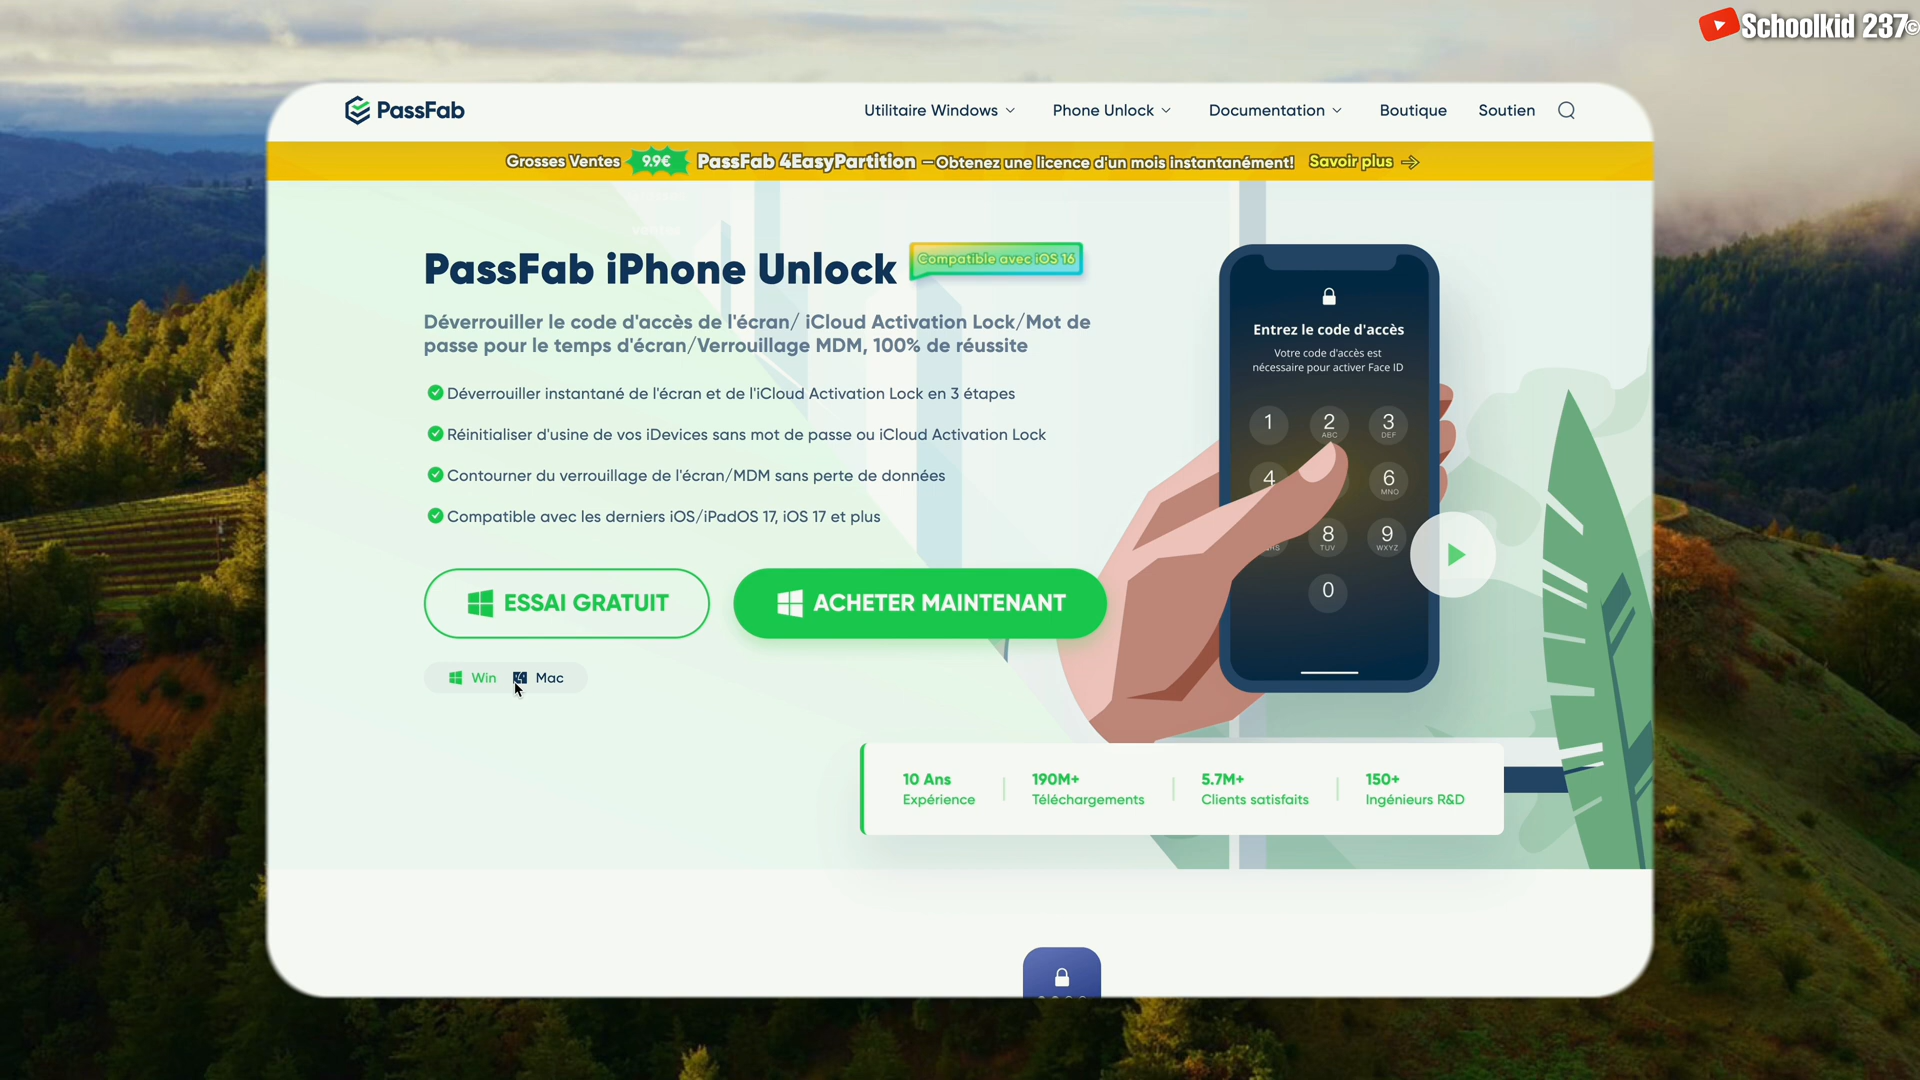 Schoolkid 237©
PassFab
Utilitaire Windows
Phone Unlock
Documentation
Boutique
Soutien
Grosses Ventes 9.9€ PassFab 4EasyPartition – Obtenez une licence d'un mois instantanément! Savoir plus →
PassFab iPhone Unlock
Compatible avec iOS 16
Déverrouiller le code d'accès de l'écran/ iCloud Activation Lock/Mot de
passe pour le temps d'écran/Verrouillage MDM, 100% de réussite
Déverrouiller instantané de l'écran et de l'iCloud Activation Lock en 3 étapes
Réinitialiser d'usine de vos iDevices sans mot de passe ou iCloud Activation Lock
Contourner du verrouillage de l'écran/MDM sans perte de données
Compatible avec les derniers iOS/iPadOS 17, iOS 17 et plus
ESSAI GRATUIT
ACHETER MAINTENANT
Win
Mac
Entrez le code d'accès
Votre code d'accès est
nécessaire pour activer Face ID
1 2 3
ABC DEF
4 6
MNO
8 9
TUV WXYZ
0
10 Ans
Expérience
190M+
Téléchargements
5.7M+
Clients satisfaits
150+
Ingénieurs R&D